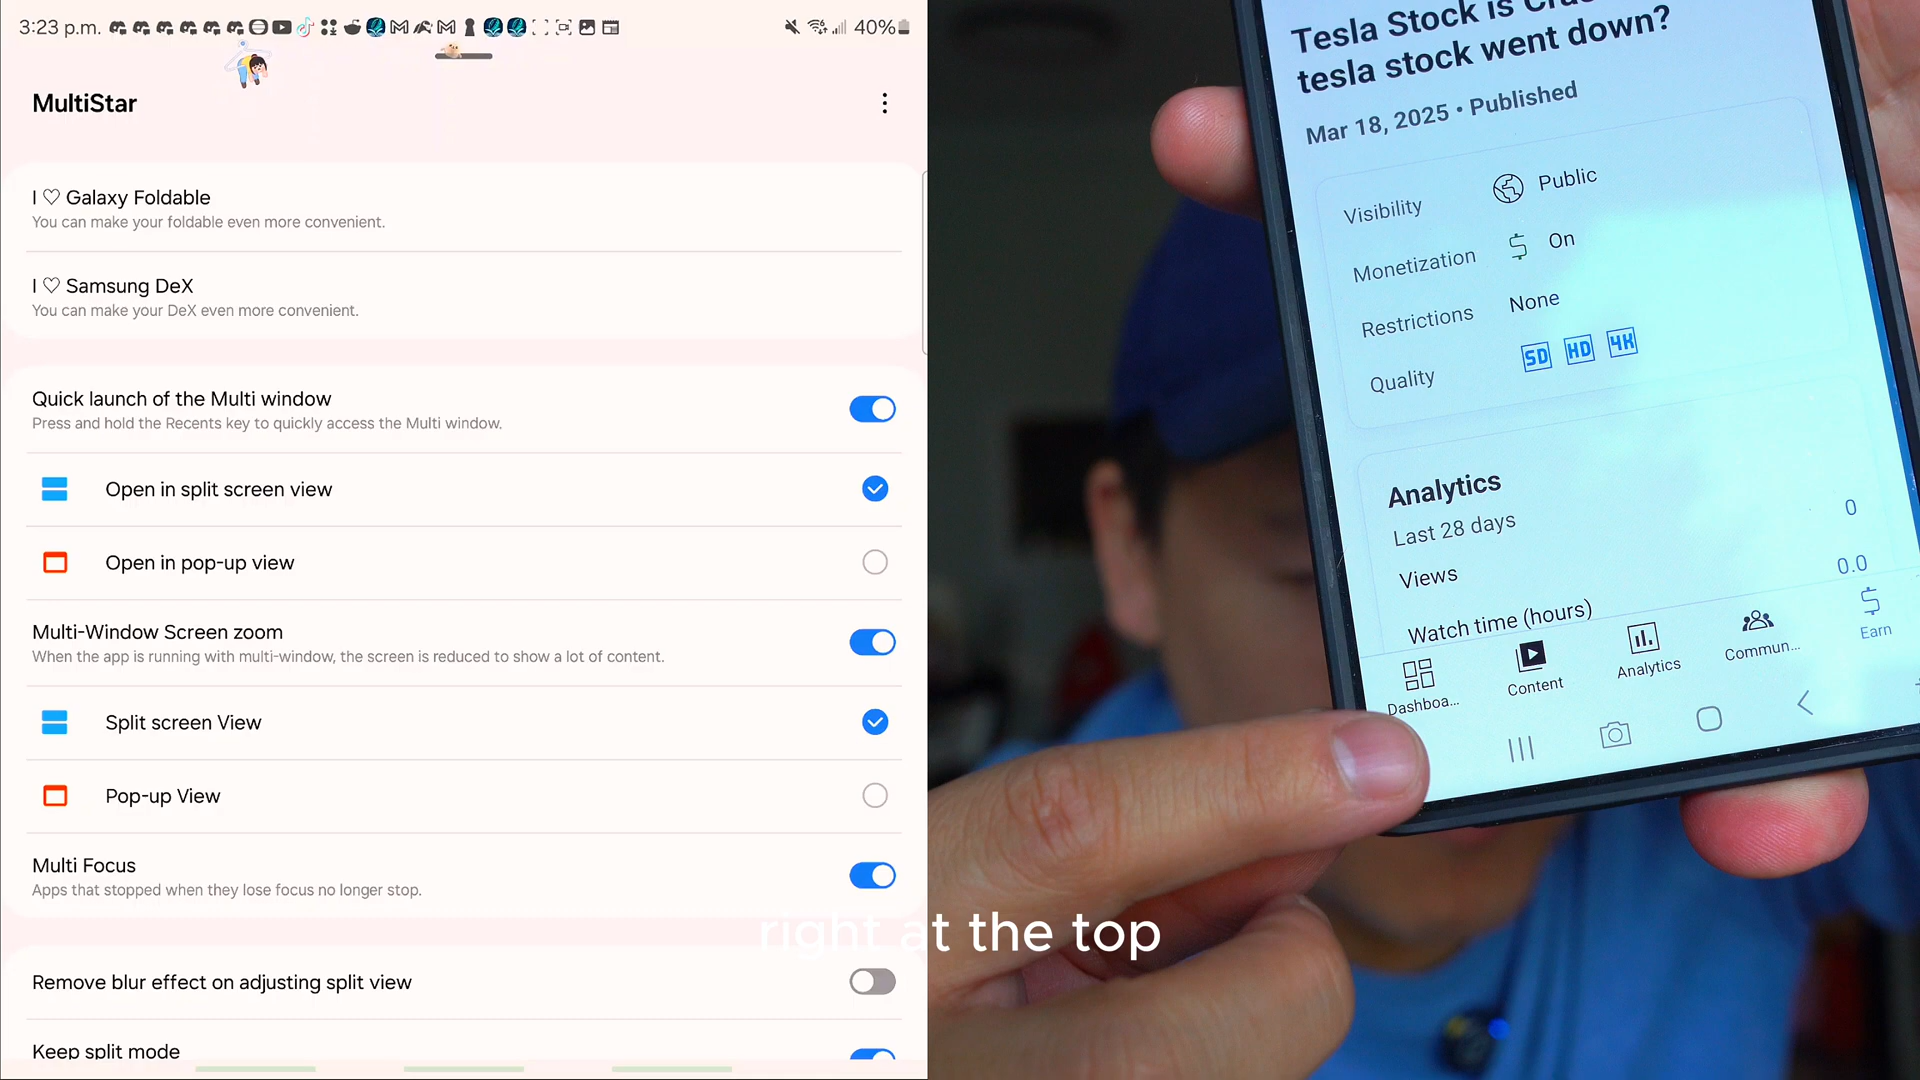 3:23 p.m.
40%
MultiStar
I ♡ Galaxy Foldable
You can make your foldable even more convenient.
I ♡ Samsung DeX
You can make your DeX even more convenient.
Quick launch of the Multi window
Press and hold the Recents key to quickly access the Multi window.
Open in split screen view
Open in pop-up view
Multi-Window Screen zoom
When the app is running with multi-window, the screen is reduced to show a lot of content.
Split screen View
Pop-up View
Multi Focus
Apps that stopped when they lose focus no longer stop.
Remove blur effect on adjusting split view
Keep split mode
Tesla Stock is
tesla stock went down?
Mar 18, 2025 • Published
Visibility Public
Monetization On
Restrictions None
Quality SD HD 4K
Analytics
Last 28 days
Views 0
Watch time (hours) 0.0
Dashboa... Content Analytics Commun... Earn
right at the top